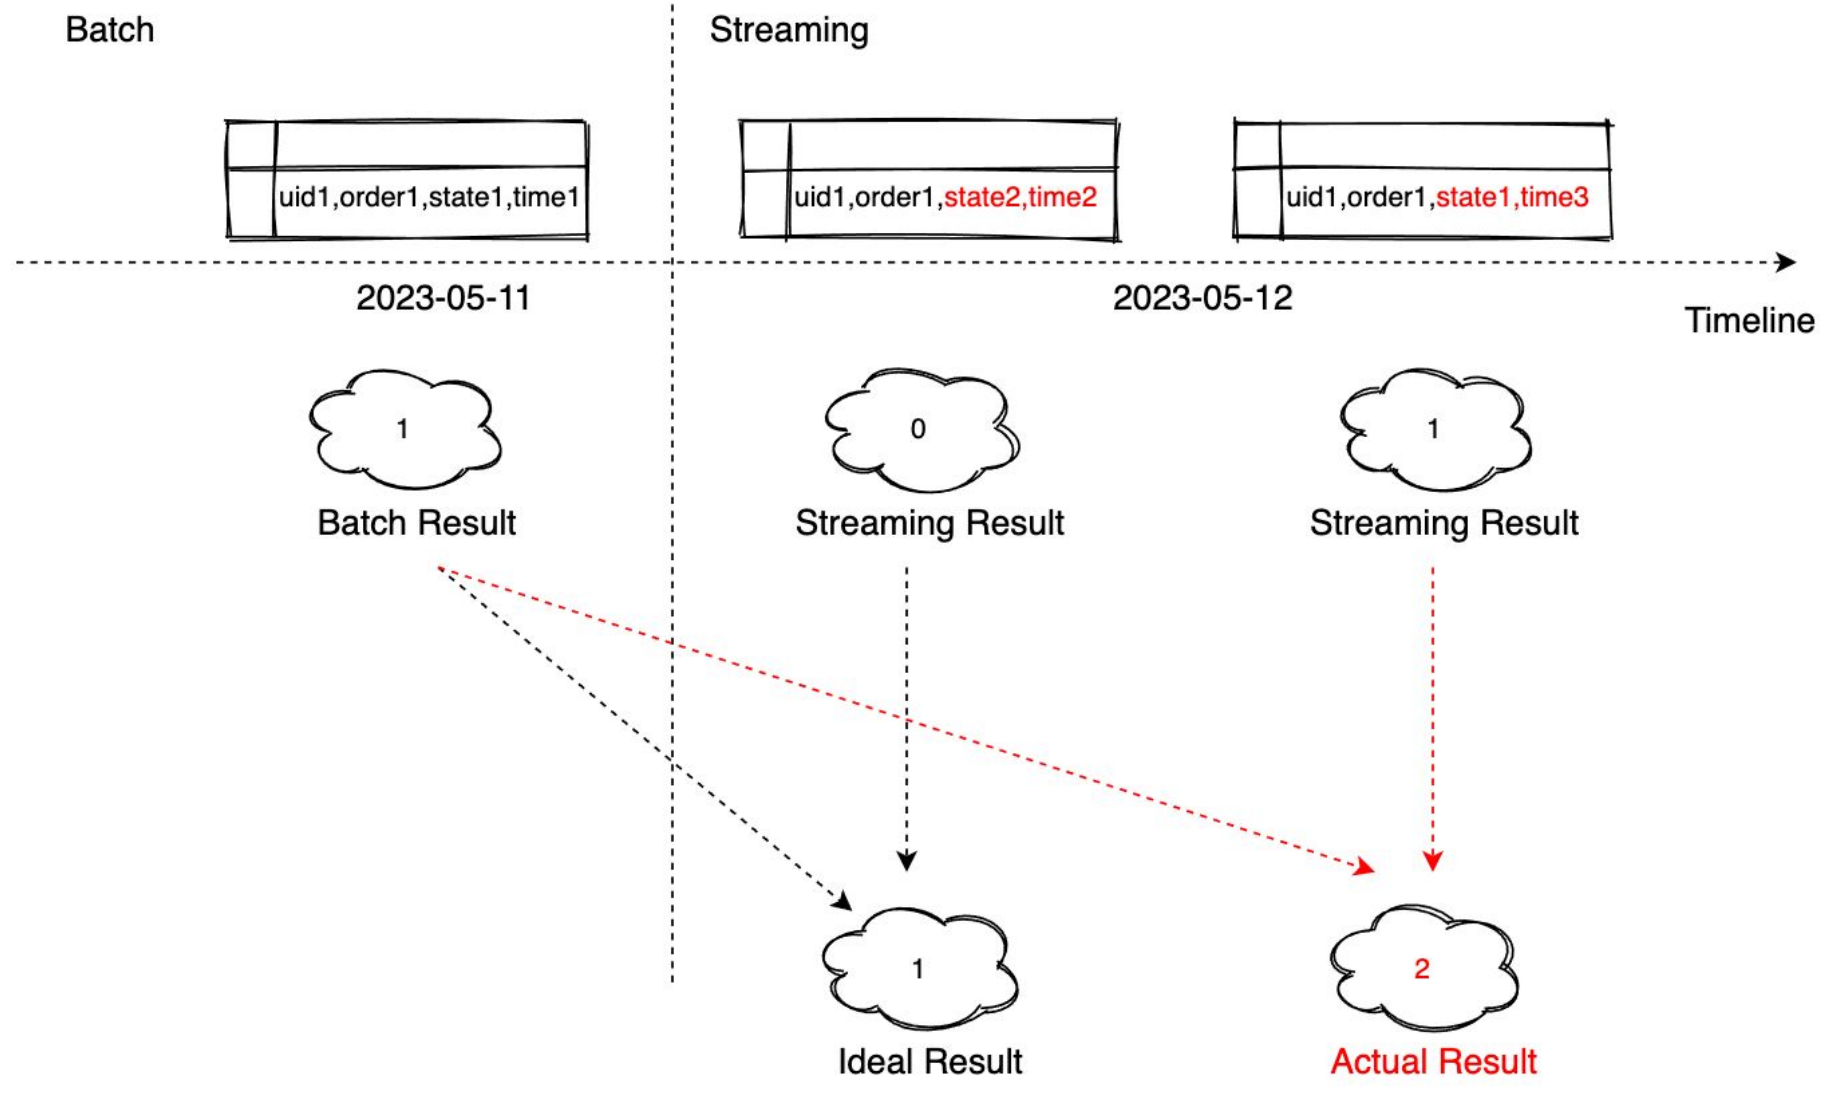 Batch
Streaming
uid1,order1,state1,time1
uid1,order1,state2,time2
uid1,order1,state1,time3
2023-05-11
2023-05-12
Timeline
1
0
1
Batch Result
Streaming Result
Streaming Result
1
2
Ideal Result
Actual Result